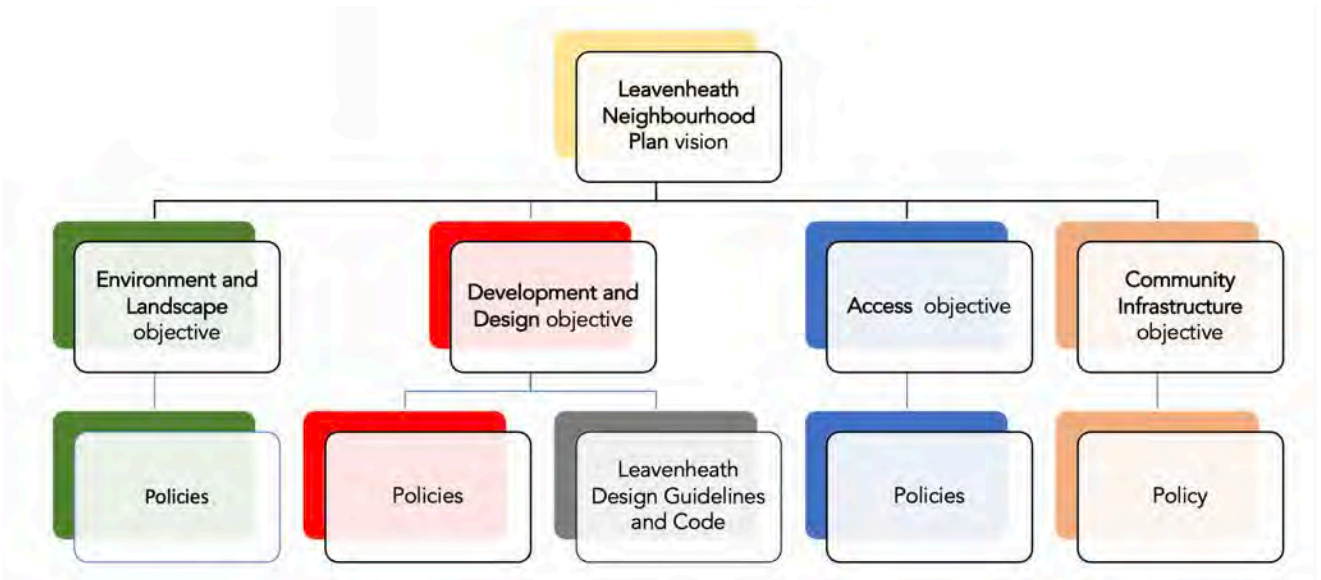 Leavenheath
Neighbourhood
Plan vision
Environment and
Landscape
objective
Development and
Design objective
Access objective
Community
Infrastructure
objective
Policies
Policies
Leavenheath
Design Guidelines
and Code
Policies
Policy